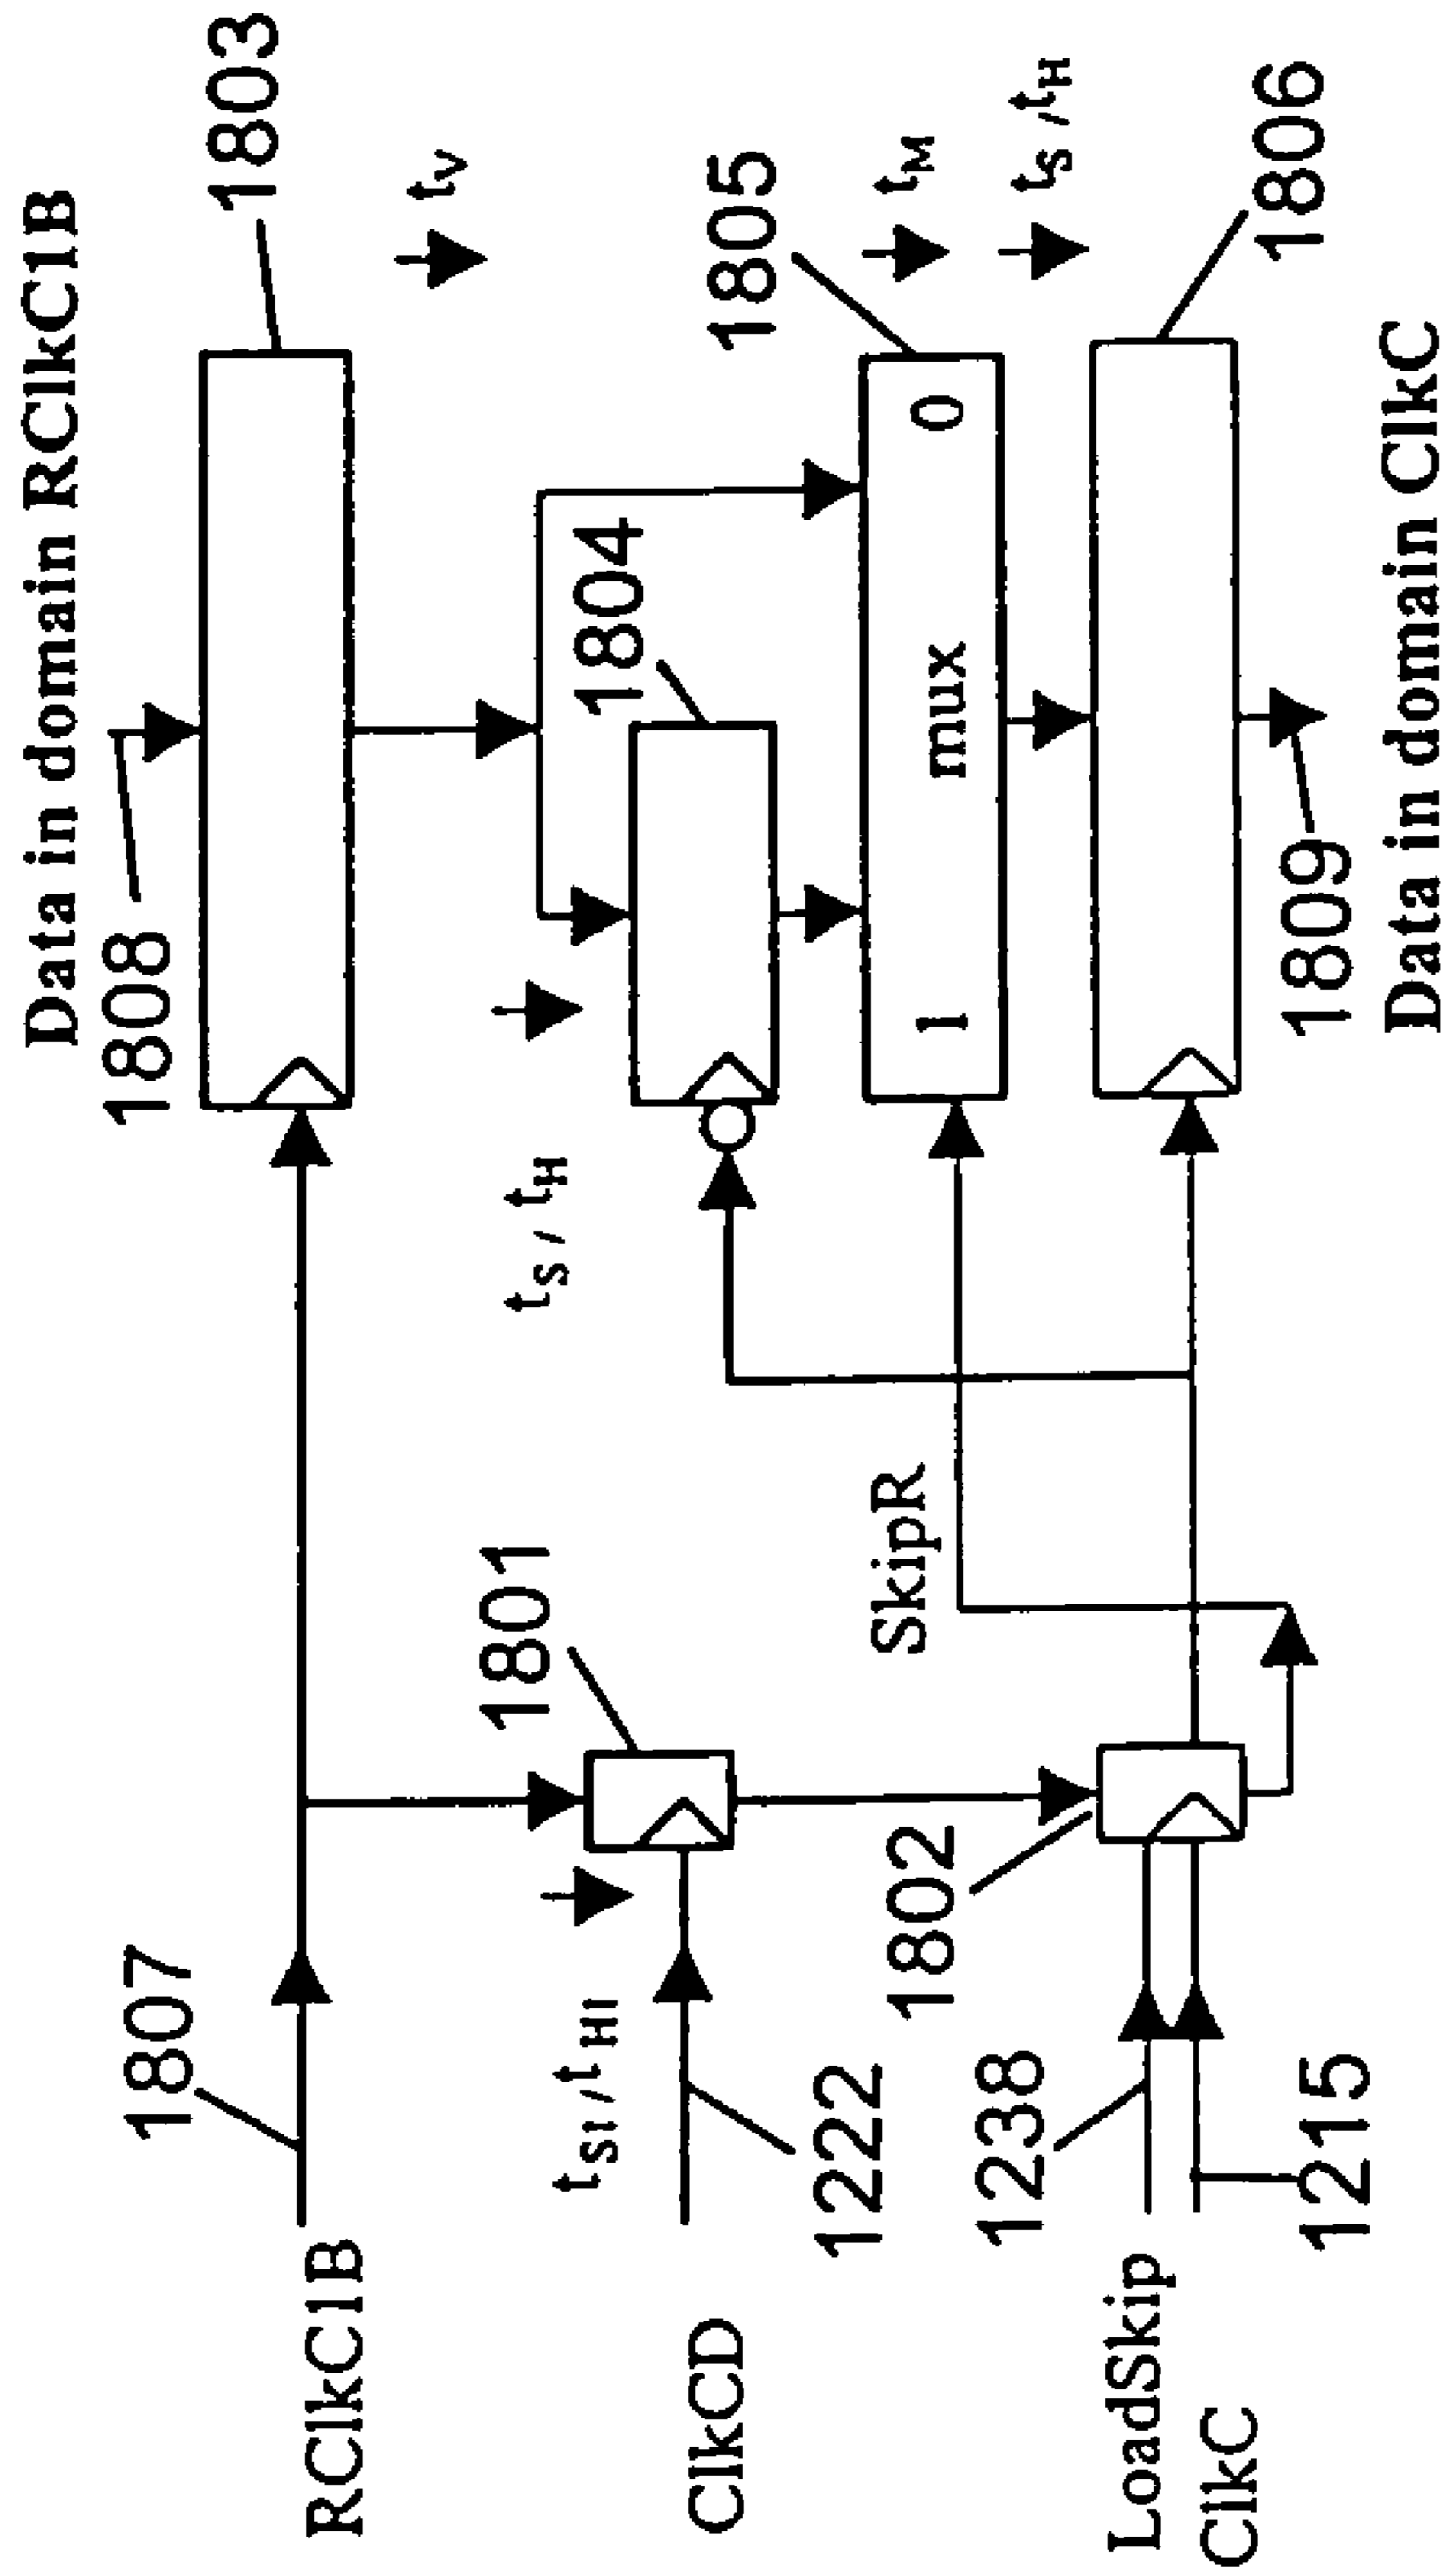 Data in domain RClkC1B
1807
1808
1803
RClkC1B
tV
1801
tS / tH
1804
tSI/tHI
ClkCD
1222
1805
SkipR
1802
1 mux 0
tM
1238
tS /tH
LoadSkip
ClkC
1806
1215
1809
Data in domain ClkC